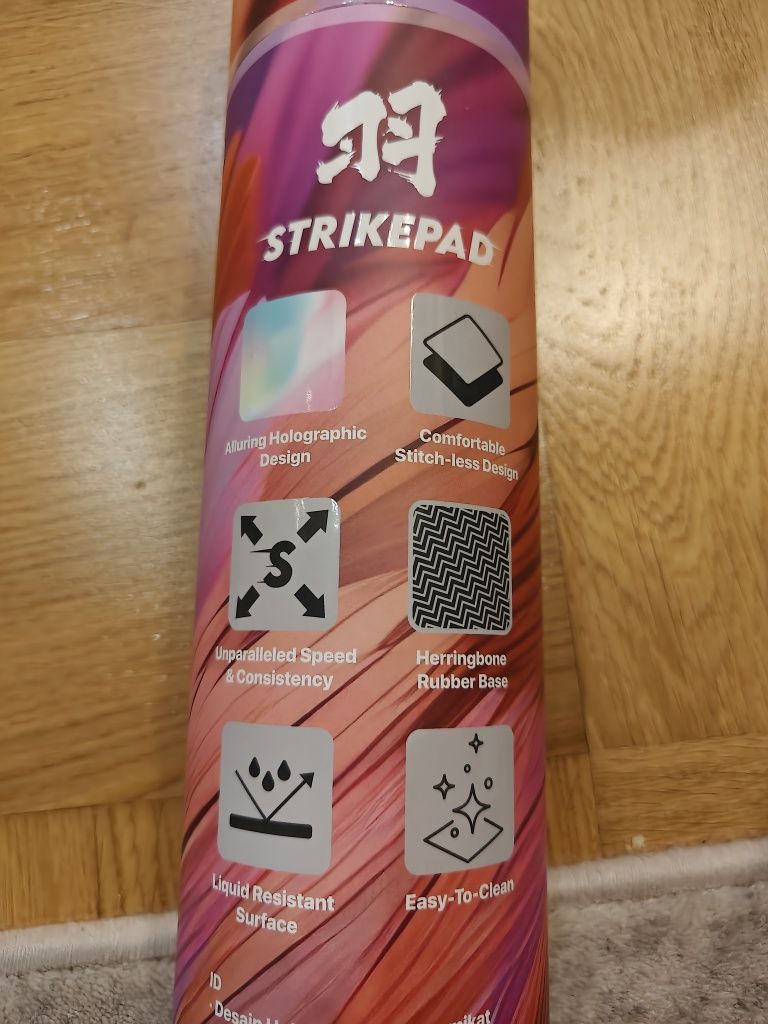 羽
STRIKEPAD
Alluring Holographic
Design
Comfortable
Stitch-less Design
S
Unparalleled Speed
& Consistency
Herringbone
Rubber Base
Liquid Resistant
Surface
Easy-To-Clean
ID
Desain